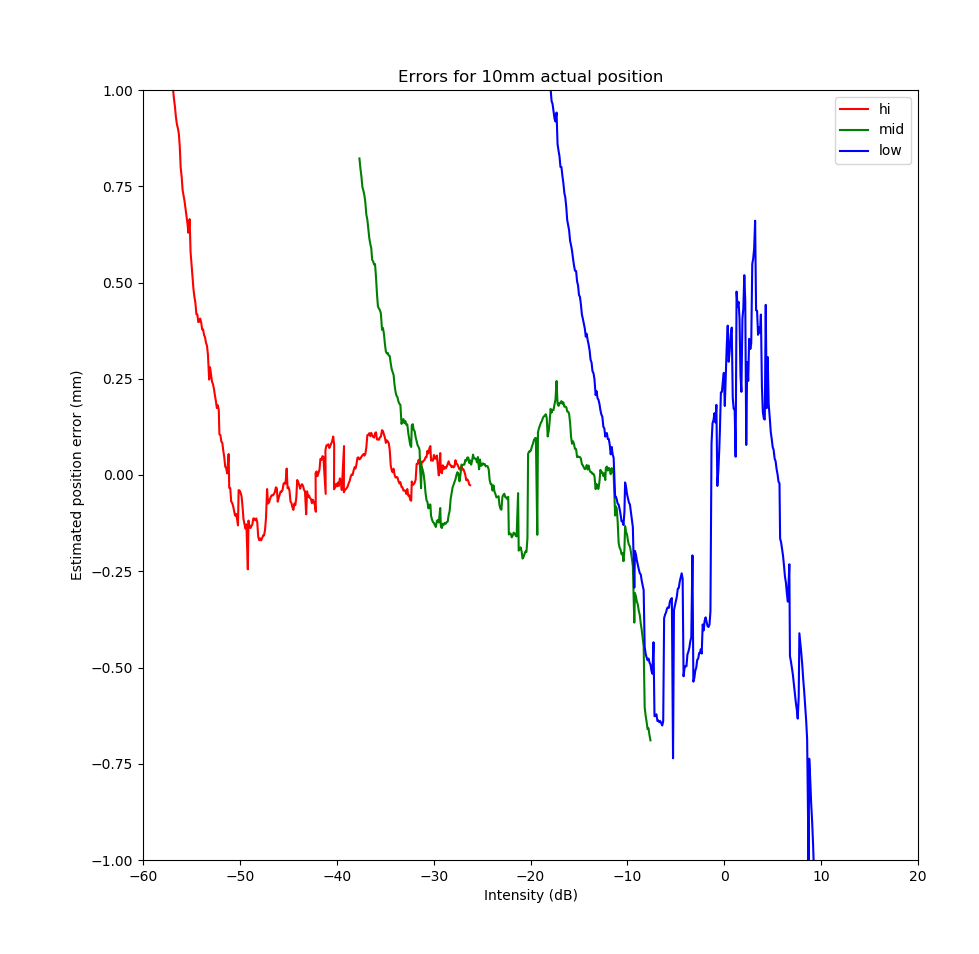 Errors for 10mm actual position
1.00
0.75
0.50
0.25
0.00
−0.25
−0.50
−0.75
−1.00
Estimated position error (mm)
hi
mid
low
−60 −50 −40 −30 −20 −10 0 10 20
Intensity (dB)